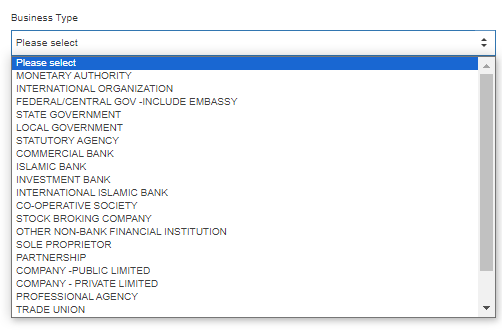 Business Type
Please select
Please select
MONETARY AUTHORITY
INTERNATIONAL ORGANIZATION
FEDERAL/CENTRAL GOV -INCLUDE EMBASSY
STATE GOVERNMENT
LOCAL GOVERNMENT
STATUTORY AGENCY
COMMERCIAL BANK
ISLAMIC BANK
INVESTMENT BANK
INTERNATIONAL ISLAMIC BANK
CO-OPERATIVE SOCIETY
STOCK BROKING COMPANY
OTHER NON-BANK FINANCIAL INSTITUTION
SOLE PROPRIETOR
PARTNERSHIP
COMPANY -PUBLIC LIMITED
COMPANY - PRIVATE LIMITED
PROFESSIONAL AGENCY
TRADE UNION